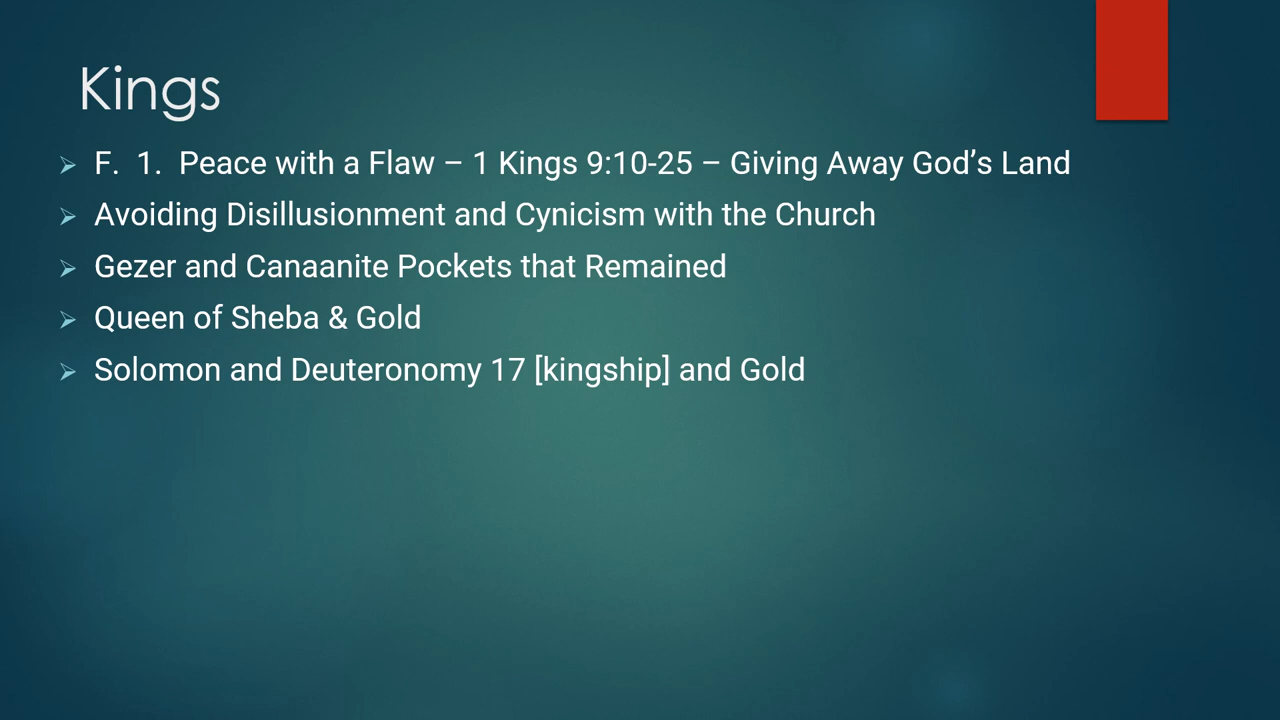 Kings
F.  1.  Peace with a Flaw – 1 Kings 9:10-25 – Giving Away God’s Land
Avoiding Disillusionment and Cynicism with the Church
Gezer and Canaanite Pockets that Remained
Queen of Sheba & Gold
Solomon and Deuteronomy 17 [kingship] and Gold